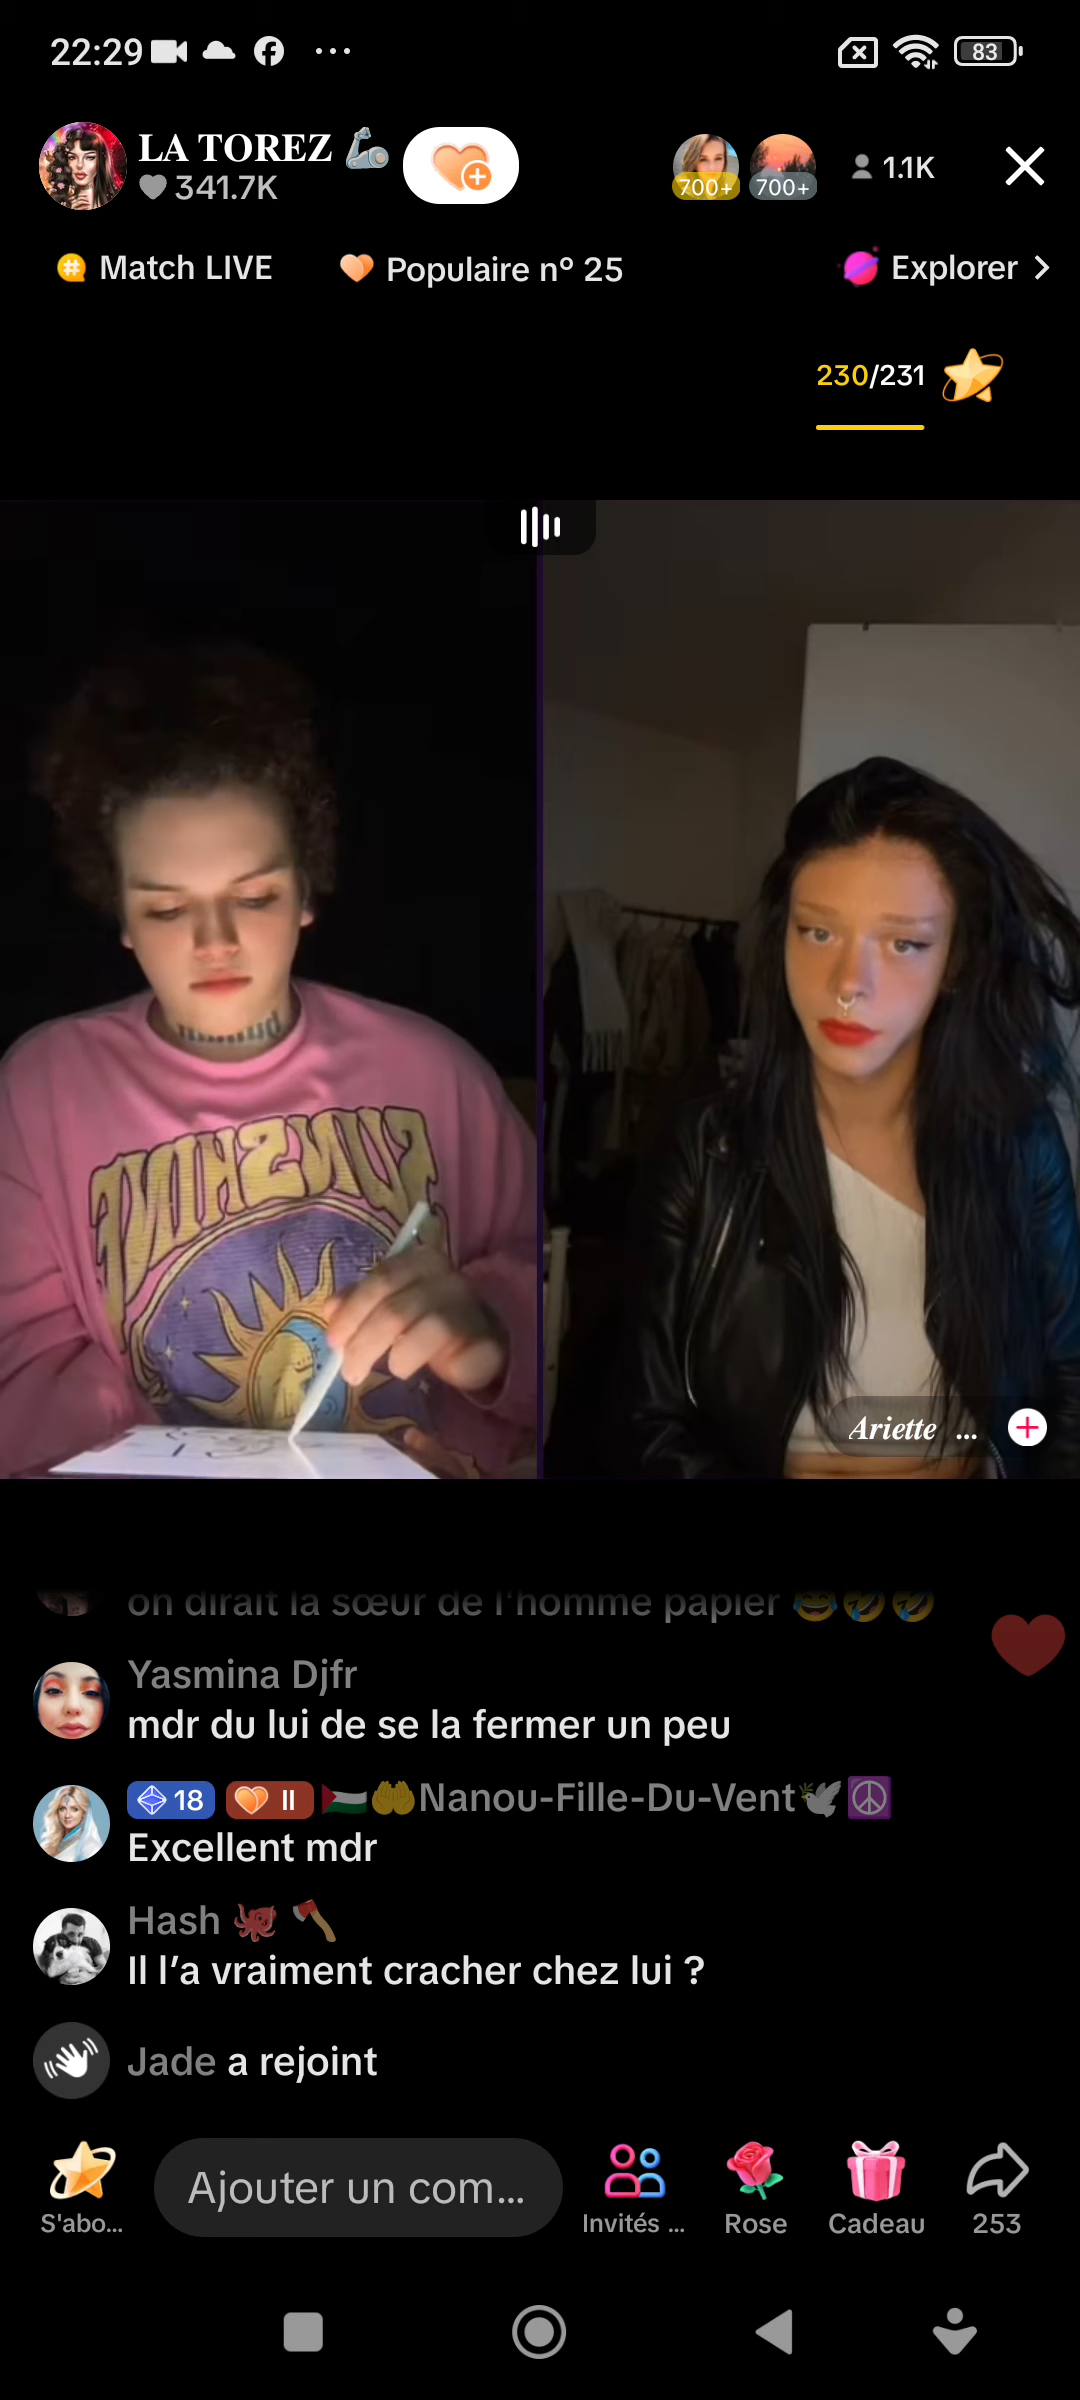 22:29
83
LA TOREZ 🦾
341.7K
700+
700+
1.1K
Match LIVE
Populaire n° 25
Explorer
230/231
SUNSHINE
Ariette ...
on dirait la sœur de l'homme papier 😂🤣🤣
Yasmina Djfr
mdr du lui de se la fermer un peu
18 II 🇵🇸🤲Nanou-Fille-Du-Vent🕊️☮️
Excellent mdr
Hash 🐙 🪓
Il l'a vraiment cracher chez lui ?
Jade a rejoint
S'abo...
Ajouter un com...
Invités ...
Rose
Cadeau
253